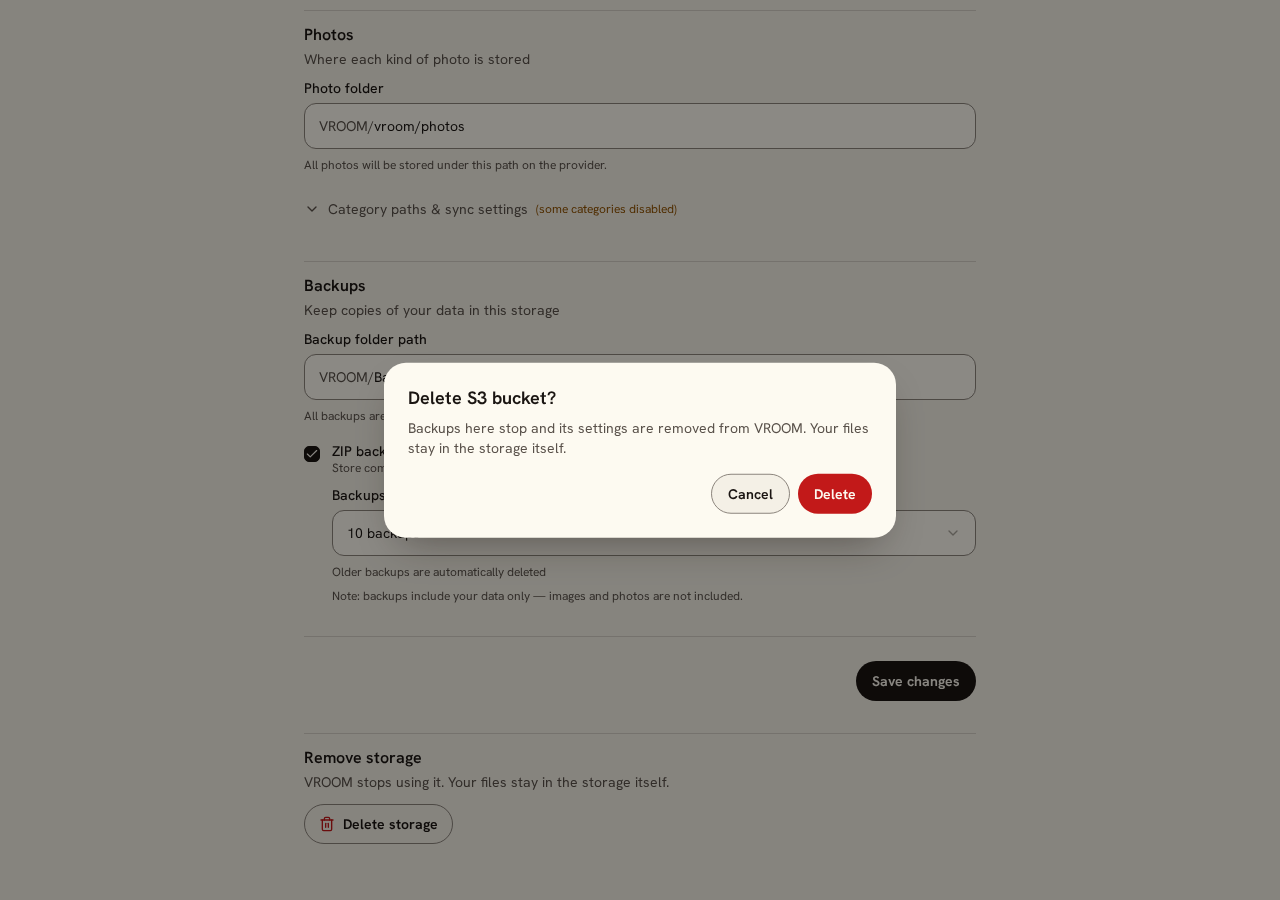 Photos
Where each kind of photo is stored
Photo folder
VROOM/vroom/photos
All photos will be stored under this path on the provider.
Category paths & sync settings (some categories disabled)
Backups
Keep copies of your data in this storage
Backup folder path
VROOM/
All backups are
Delete S3 bucket?
Backups here stop and its settings are removed from VROOM. Your files
stay in the storage itself.
Cancel
Delete
ZIP
Store
Backups
10
Older backups are automatically deleted
Note: backups include your data only — images and photos are not included.
Save changes
Remove storage
VROOM stops using it. Your files stay in the storage itself.
Delete storage